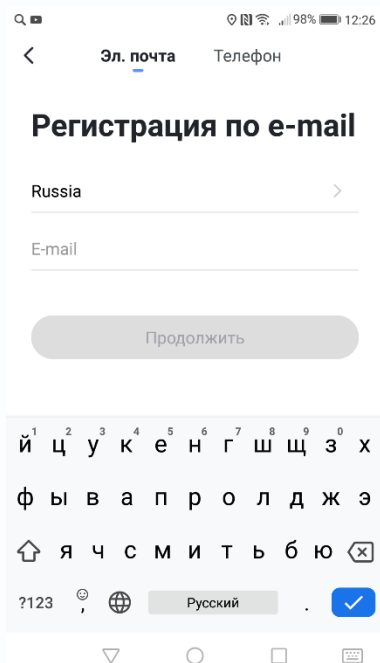 98% 12:26
Эл. почта Телефон
Регистрация по e-mail
Russia
E-mail
Продолжить
1 2 3 4 5 6 7 8 9 0
й ц у к е н г ш щ з х
ф ы в а п р о л д ж э
я ч с м и т ь б ю
?123 , Русский .